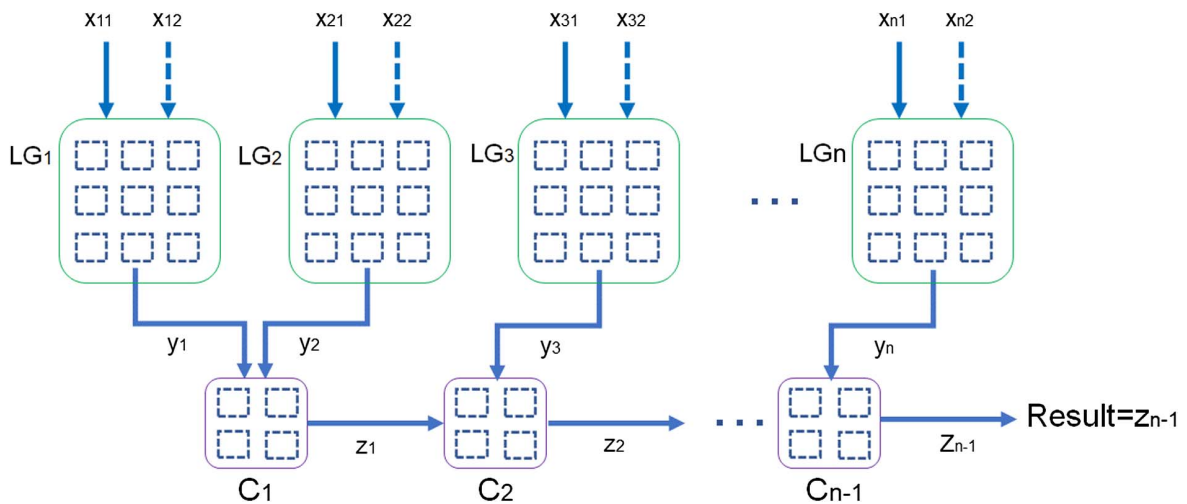 x11 x12 x21 x22 x31 x32 xn1 xn2
LG1 LG2 LG3 LGn
. . .
y1 y2 y3 yn
. . .
z1 z2 Zn-1 Result=zn-1
C1 C2 Cn-1